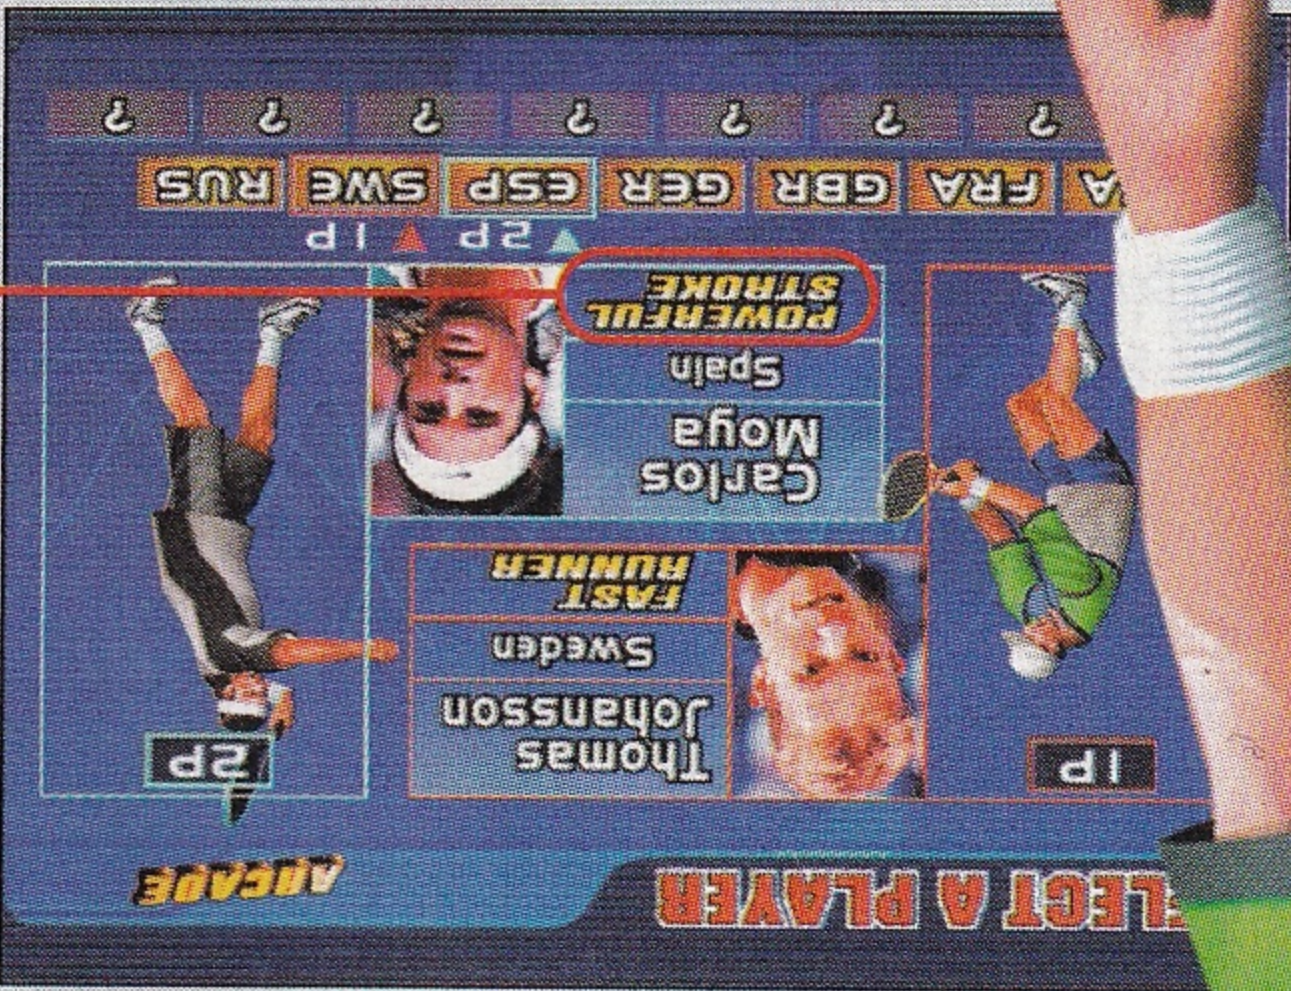 LECT A PLAYER
ARCADE
1P
Thomas
Johansson
Sweden
FAST
RUNNER
2P
Carlos
Moya
Spain
POWERFUL
STROKE
▲ 2P ▲ 1P
A FRA GBR GER ESP SWE RUS
? ? ? ? ? ? ?